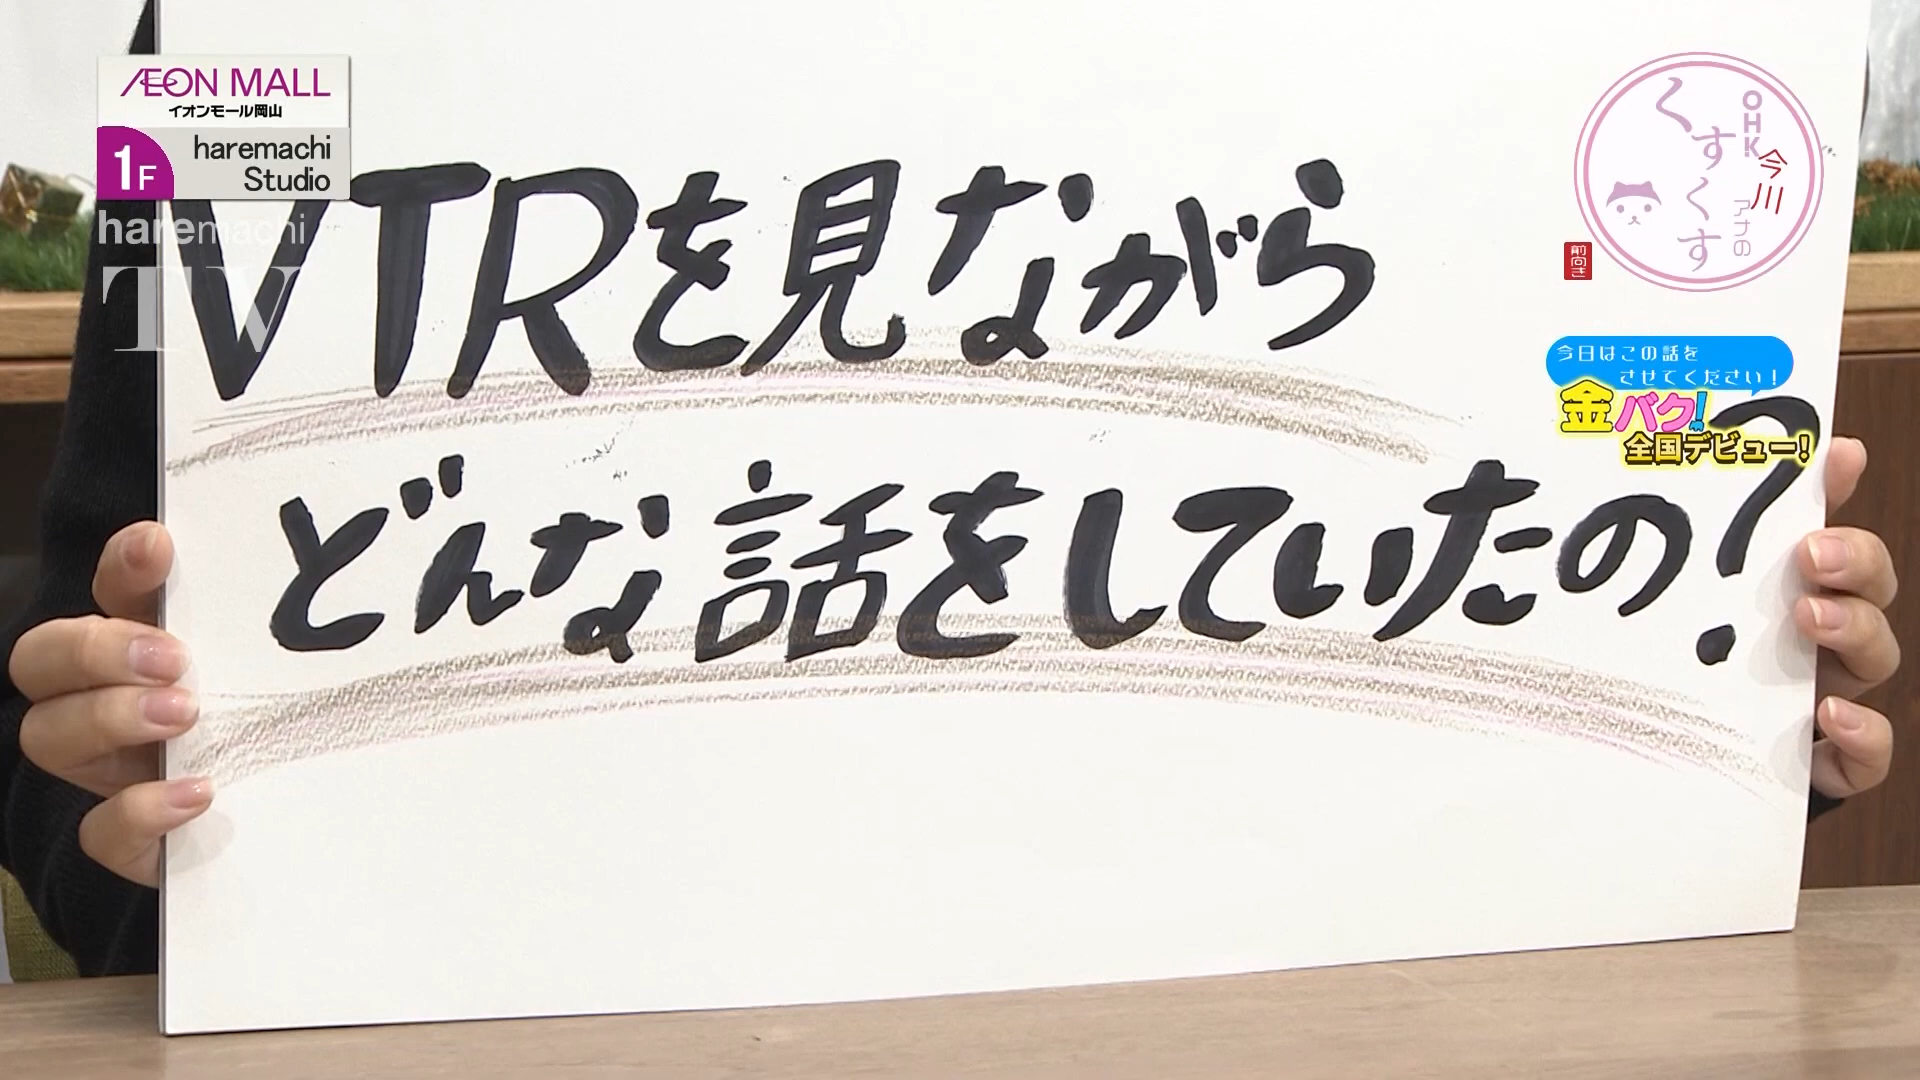 ÆON MALL
イオンモール岡山
1F
haremachi
Studio
haremachi
TV
VTRを見ながら
どんな話をしていたの?
OHK
今川
アナの
くすくす
前向き
今日はこの話を
させてください!
金バク!
全国デビュー!